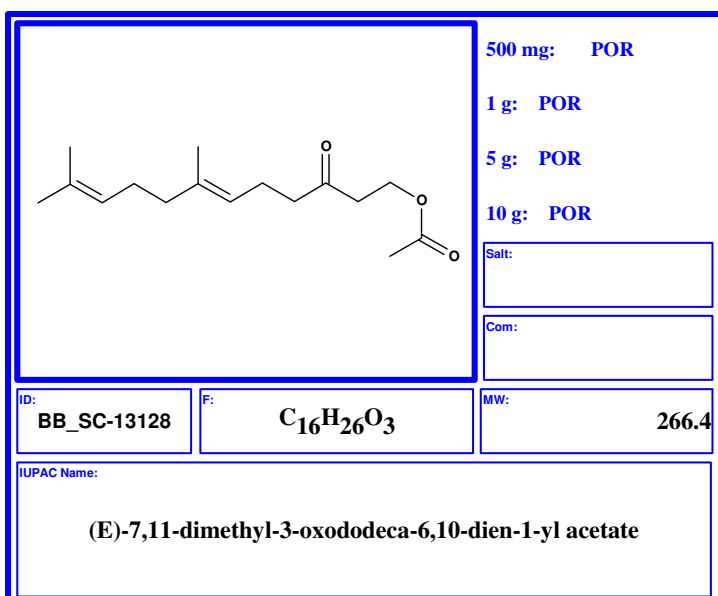 500 mg: POR
1 g: POR
5 g: POR
10 g: POR
O
O
O
Salt:
Com:
ID:
BB_SC-13128
F:
C16H26O3
MW:
266.4
IUPAC Name:
(E)-7,11-dimethyl-3-oxododeca-6,10-dien-1-yl acetate